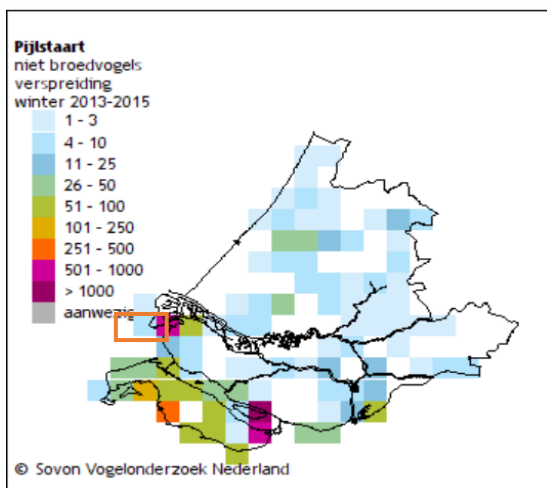 Pijlstaart
niet broedvogels
verspreiding
winter 2013-2015
1 - 3
4 - 10
11 - 25
26 - 50
51 - 100
101 - 250
251 - 500
501 - 1000
> 1000
aanwezig
© Sovon Vogelonderzoek Nederland